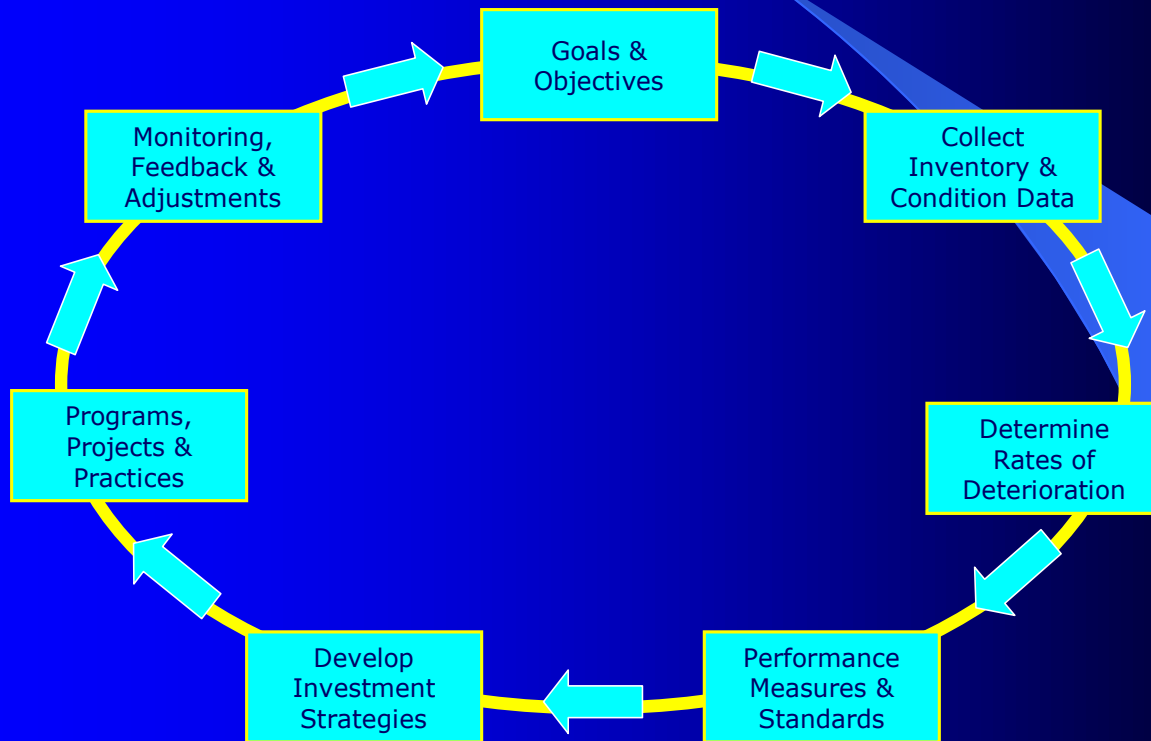 Goals &
Objectives
Collect
Inventory &
Condition Data
Determine
Rates of
Deterioration
Performance
Measures &
Standards
Develop
Investment
Strategies
Programs,
Projects &
Practices
Monitoring,
Feedback &
Adjustments